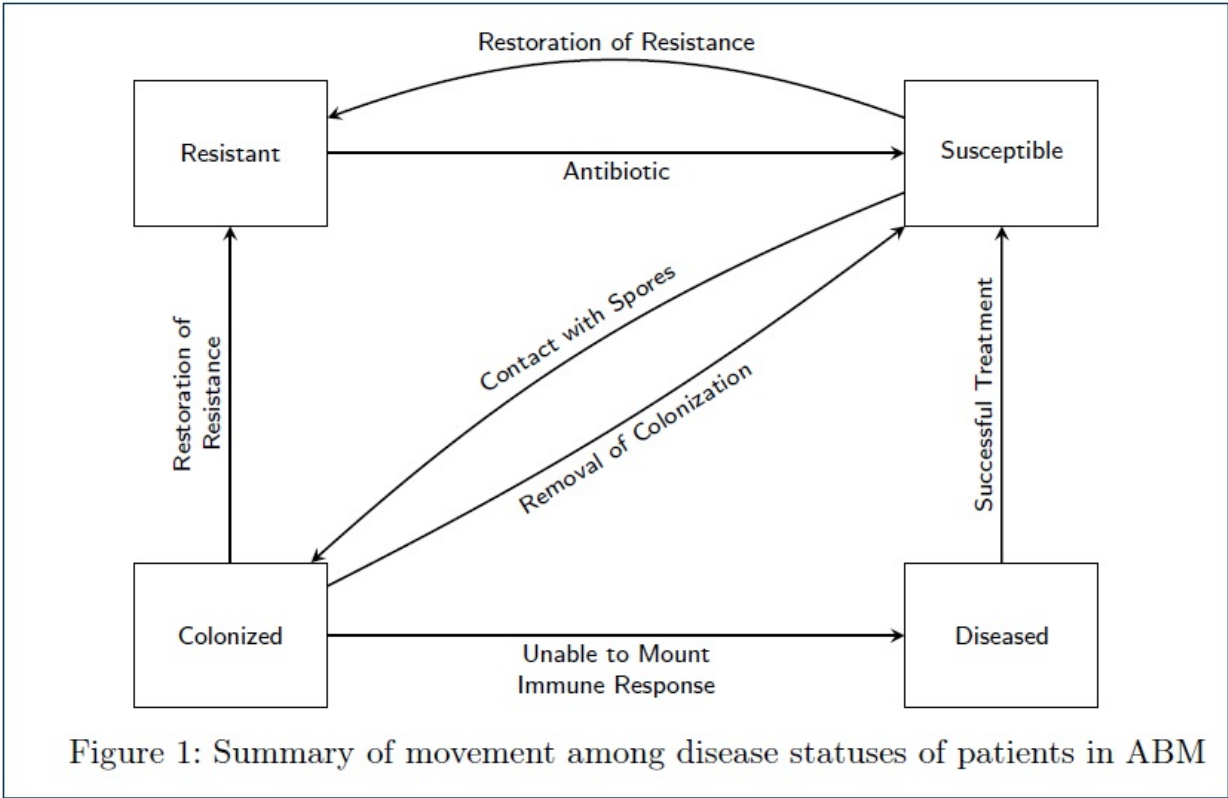 Restoration of Resistance
Resistant
Susceptible
Antibiotic
Contact with Spores
Removal of Colonization
Restoration of
Resistance
Successful Treatment
Colonized
Diseased
Unable to Mount
Immune Response
Figure 1: Summary of movement among disease statuses of patients in ABM